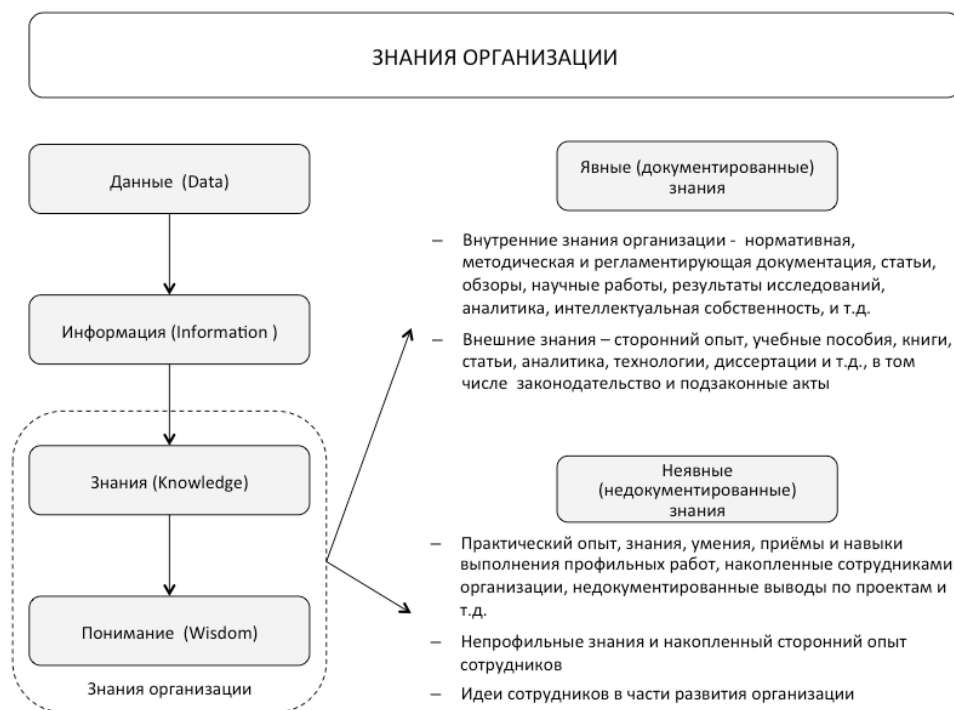 ЗНАНИЯ ОРГАНИЗАЦИИ
Данные (Data)
Информация (Information )
Знания (Knowledge)
Понимание (Wisdom)
Знания организации
Явные (документированные)
знания
– Внутренние знания организации - нормативная,
методическая и регламентирующая документация, статьи,
обзоры, научные работы, результаты исследований,
аналитика, интеллектуальная собственность, и т.д.
– Внешние знания – сторонний опыт, учебные пособия, книги,
статьи, аналитика, технологии, диссертации и т.д., в том
числе законодательство и подзаконные акты
Неявные
(недокументированные)
знания
– Практический опыт, знания, умения, приёмы и навыки
выполнения профильных работ, накопленные сотрудниками
организации, недокументированные выводы по проектам и
т.д.
– Непрофильные знания и накопленный сторонний опыт
сотрудников
– Идеи сотрудников в части развития организации